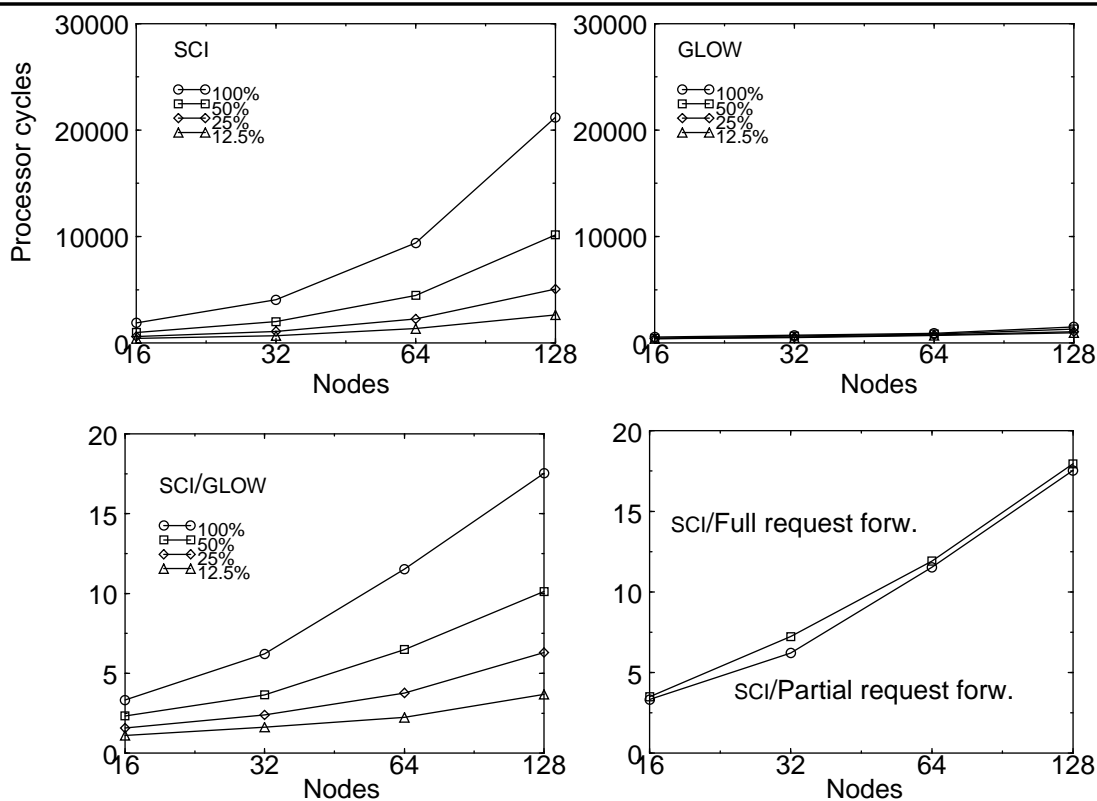 30000
20000
10000
0
Processor cycles
SCI
100%
50%
25%
12.5%
16 32 64 128
Nodes
30000
20000
10000
0
GLOW
100%
50%
25%
12.5%
16 32 64 128
Nodes
20
15
10
5
0
SCI/GLOW
100%
50%
25%
12.5%
16 32 64 128
Nodes
20
15
10
5
0
SCI/Full request forw.
SCI/Partial request forw.
16 32 64 128
Nodes